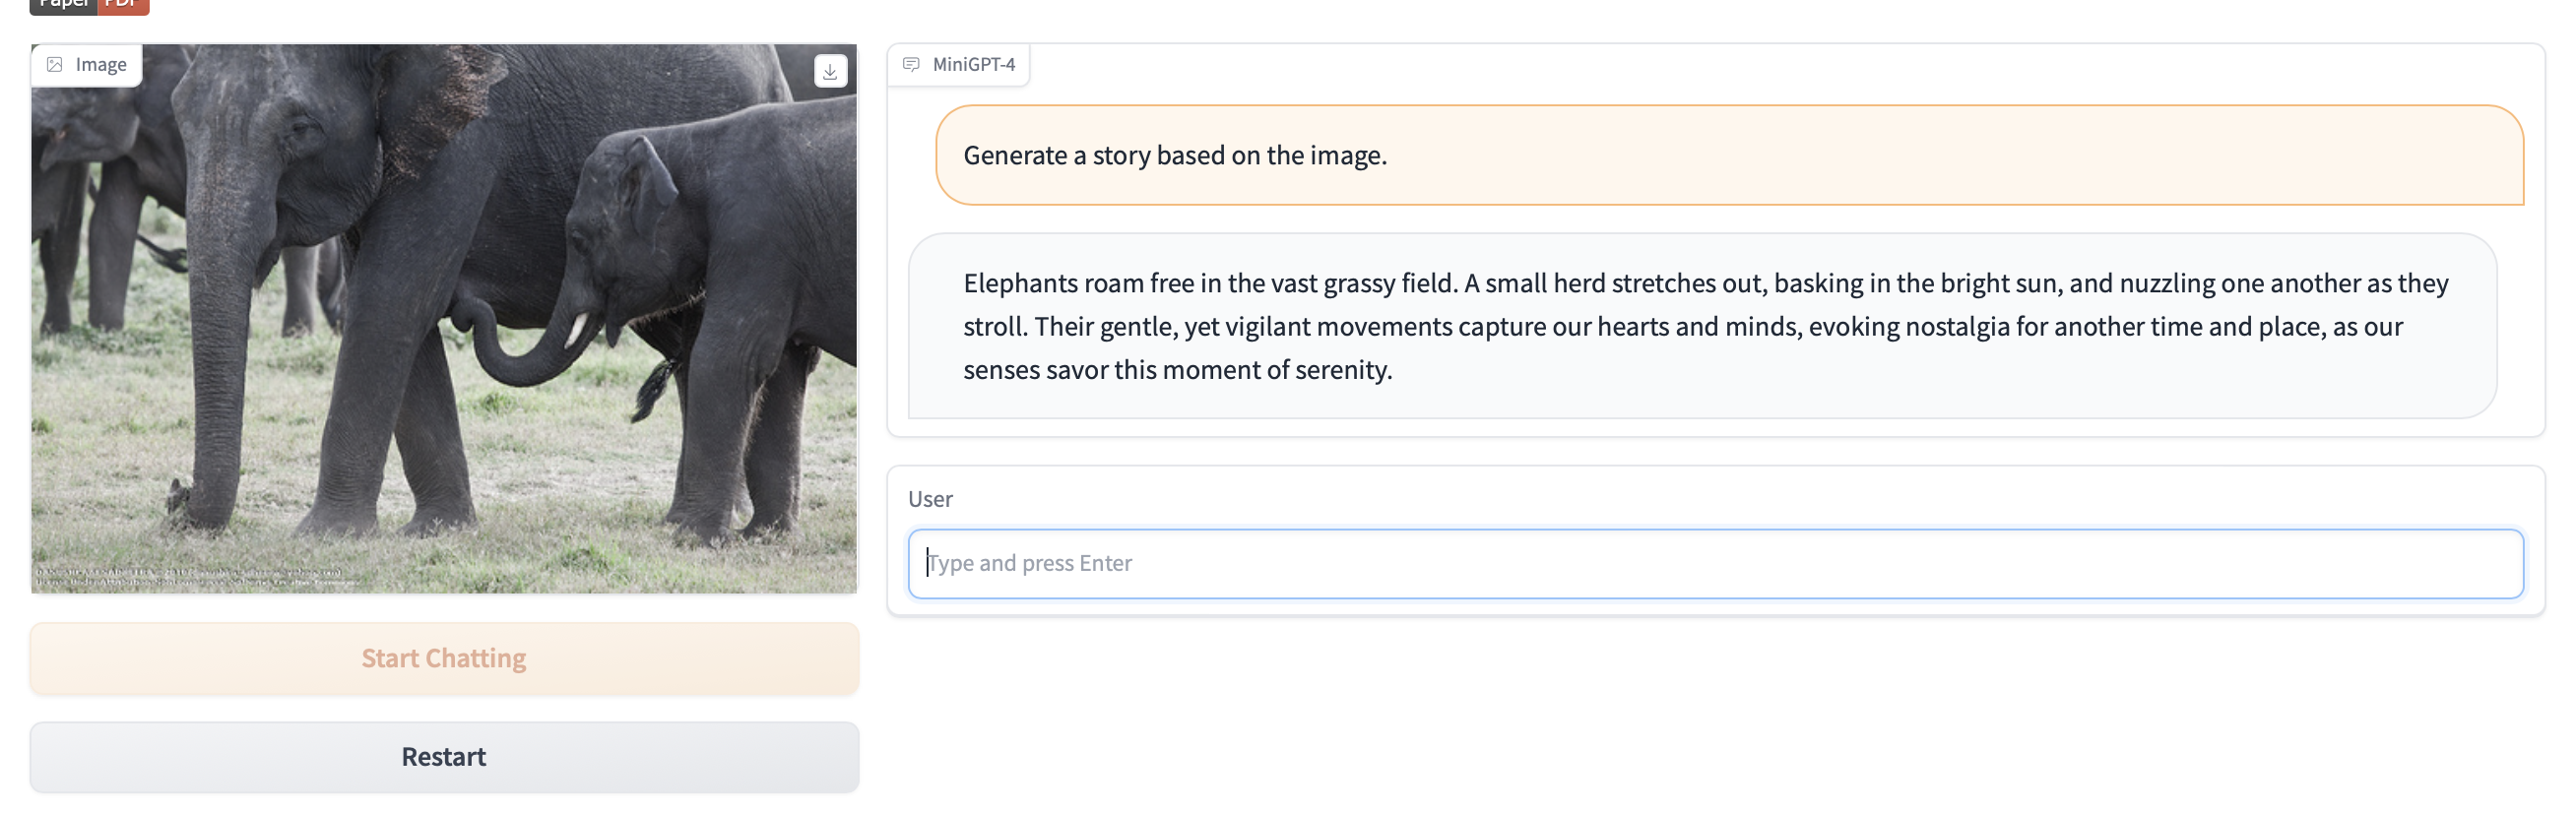 Paper PDF
Image
MiniGPT-4
Generate a story based on the image.
Elephants roam free in the vast grassy field. A small herd stretches out, basking in the bright sun, and nuzzling one another as they
stroll. Their gentle, yet vigilant movements capture our hearts and minds, evoking nostalgia for another time and place, as our
senses savor this moment of serenity.
User
Type and press Enter
Start Chatting
Restart